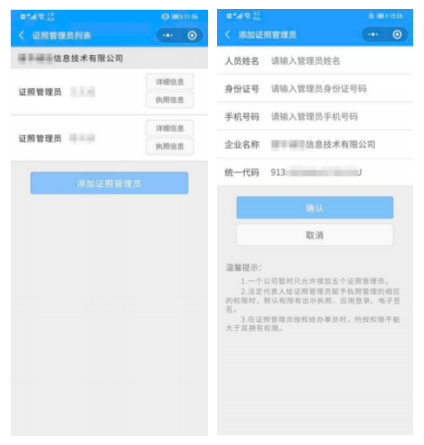 11:56
证照管理员列表
信息技术有限公司
证照管理员
详细信息
执照信息
证照管理员
详细信息
执照信息
添加证照管理员
15:36
添加证照管理员
人员姓名 请输入管理员姓名
身份证号 请输入管理员身份证号码
手机号码 请输入管理员手机号码
企业名称 信息技术有限公司
统一代码 913 U
确认
取消
温馨提示:
1.一个公司暂时只允许增加五个证照管理员。
2.法定代表人给证照管理员赋予执照管理的相应
的权限时,默认权限有出示执照、应用登录、电子签
名。
3.在证照管理员授权给办事员时,所授权限不能
大于其拥有权限。